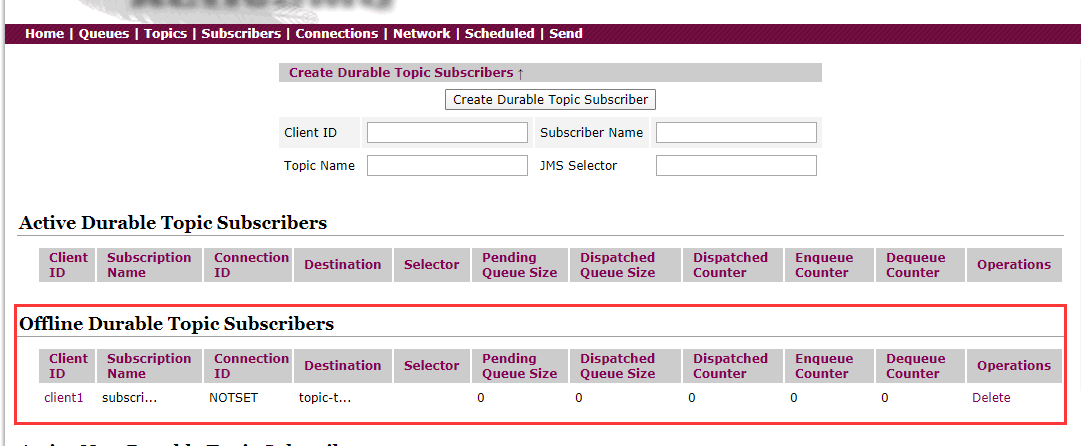 Home | Queues | Topics | Subscribers | Connections | Network | Scheduled | Send
Create Durable Topic Subscribers ↑
Create Durable Topic Subscriber
Client ID Subscriber Name
Topic Name JMS Selector
Active Durable Topic Subscribers
Client ID Subscription Name Connection ID Destination Selector Pending Queue Size Dispatched Queue Size Dispatched Counter Enqueue Counter Dequeue Counter Operations
Offline Durable Topic Subscribers
Client ID Subscription Name Connection ID Destination Selector Pending Queue Size Dispatched Queue Size Dispatched Counter Enqueue Counter Dequeue Counter Operations
client1 subscri... NOTSET topic-t... 0 0 0 0 0 Delete